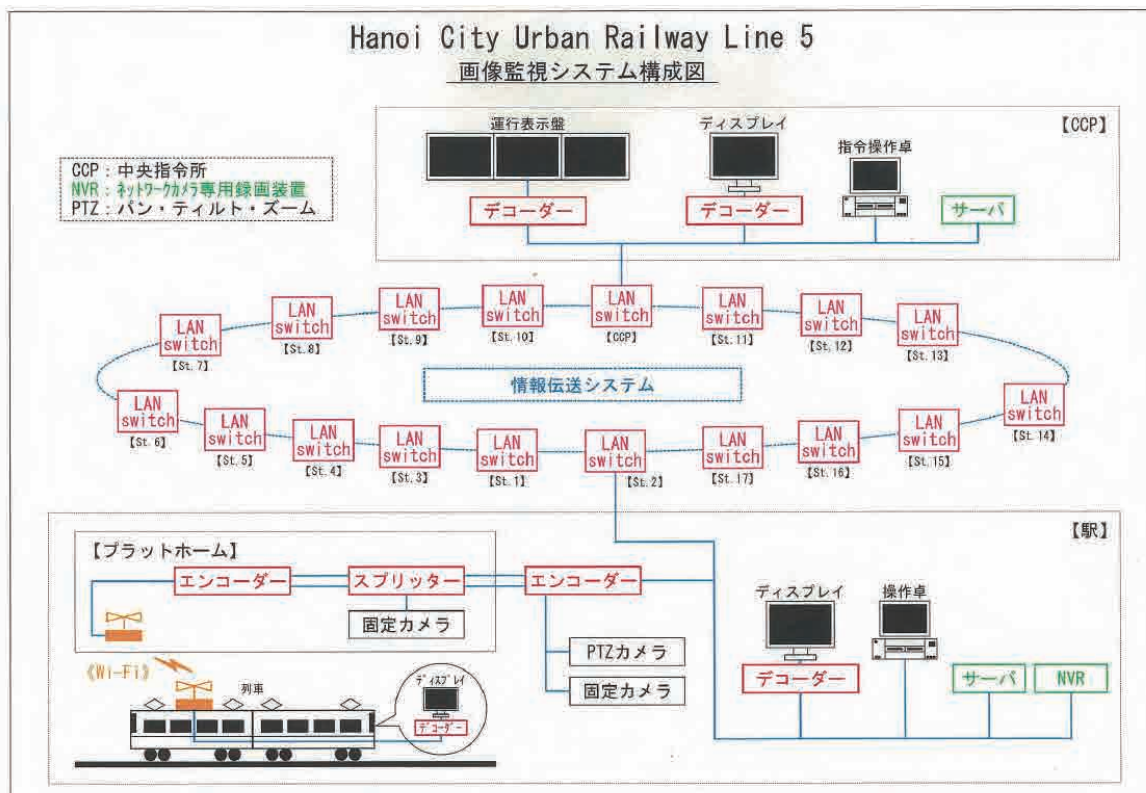 Hanoi City Urban Railway Line 5
画像監視システム構成図
CCP：中央指令所
NVR：ネットワークカメラ専用録画装置
PTZ：パン・ティルト・ズーム
【CCP】
運行表示盤
ディスプレイ
指令操作卓
デコーダー
デコーダー
サーバ
LAN switch
【St.7】
LAN switch
【St.8】
LAN switch
【St.9】
LAN switch
【St.10】
LAN switch
【CCP】
LAN switch
【St.11】
LAN switch
【St.12】
LAN switch
【St.13】
情報伝送システム
LAN switch
【St.6】
LAN switch
【St.5】
LAN switch
【St.4】
LAN switch
【St.3】
LAN switch
【St.1】
LAN switch
【St.2】
LAN switch
【St.17】
LAN switch
【St.16】
LAN switch
【St.15】
LAN switch
【St.14】
【駅】
【プラットホーム】
エンコーダー
スプリッター
エンコーダー
固定カメラ
PTZカメラ
固定カメラ
《Wi-Fi》
列車
ディスプレイ
デコーダー
ディスプレイ
操作卓
デコーダー
サーバ
NVR